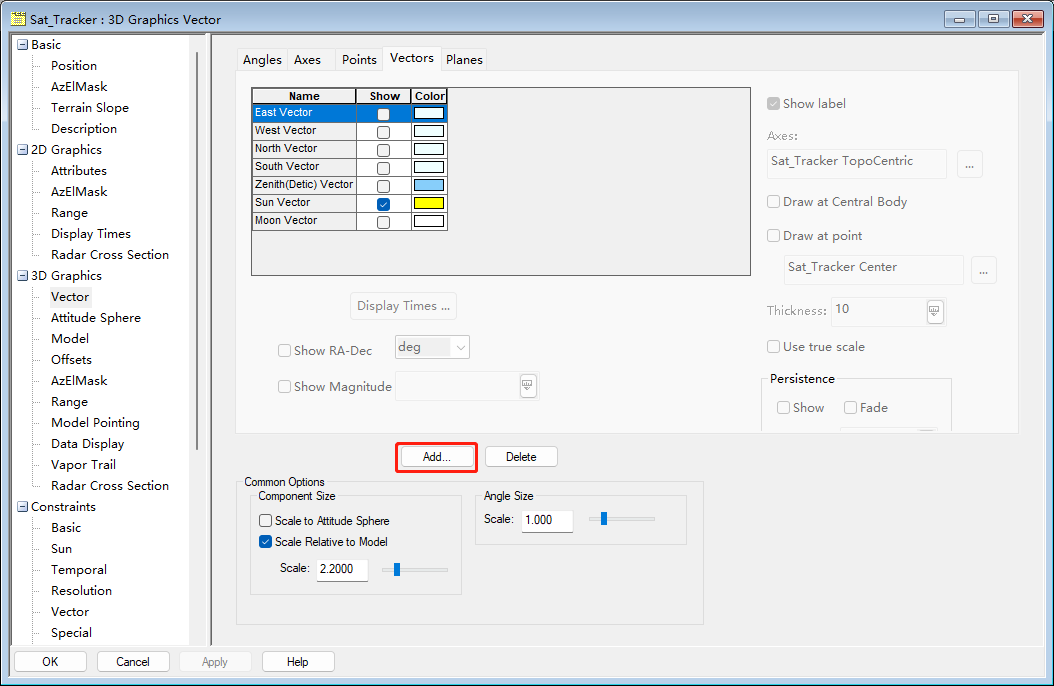 Sat_Tracker : 3D Graphics Vector
Basic
Position
AzElMask
Terrain Slope
Description
2D Graphics
Attributes
AzElMask
Range
Display Times
Radar Cross Section
3D Graphics
Vector
Attitude Sphere
Model
Offsets
AzElMask
Range
Model Pointing
Data Display
Vapor Trail
Radar Cross Section
Constraints
Basic
Sun
Temporal
Resolution
Vector
Special
Angles Axes Points Vectors Planes
Name Show Color
East Vector
West Vector
North Vector
South Vector
Zenith(Detic) Vector
Sun Vector
Moon Vector
Display Times ...
Show RA-Dec deg
Show Magnitude
Show label
Axes:
Sat_Tracker TopoCentric ...
Draw at Central Body
Draw at point
Sat_Tracker Center ...
Thickness: 10
Use true scale
Persistence
Show Fade
Add... Delete
Common Options
Component Size
Scale to Attitude Sphere
Scale Relative to Model
Scale: 2.2000
Angle Size
Scale: 1.000
OK Cancel Apply Help